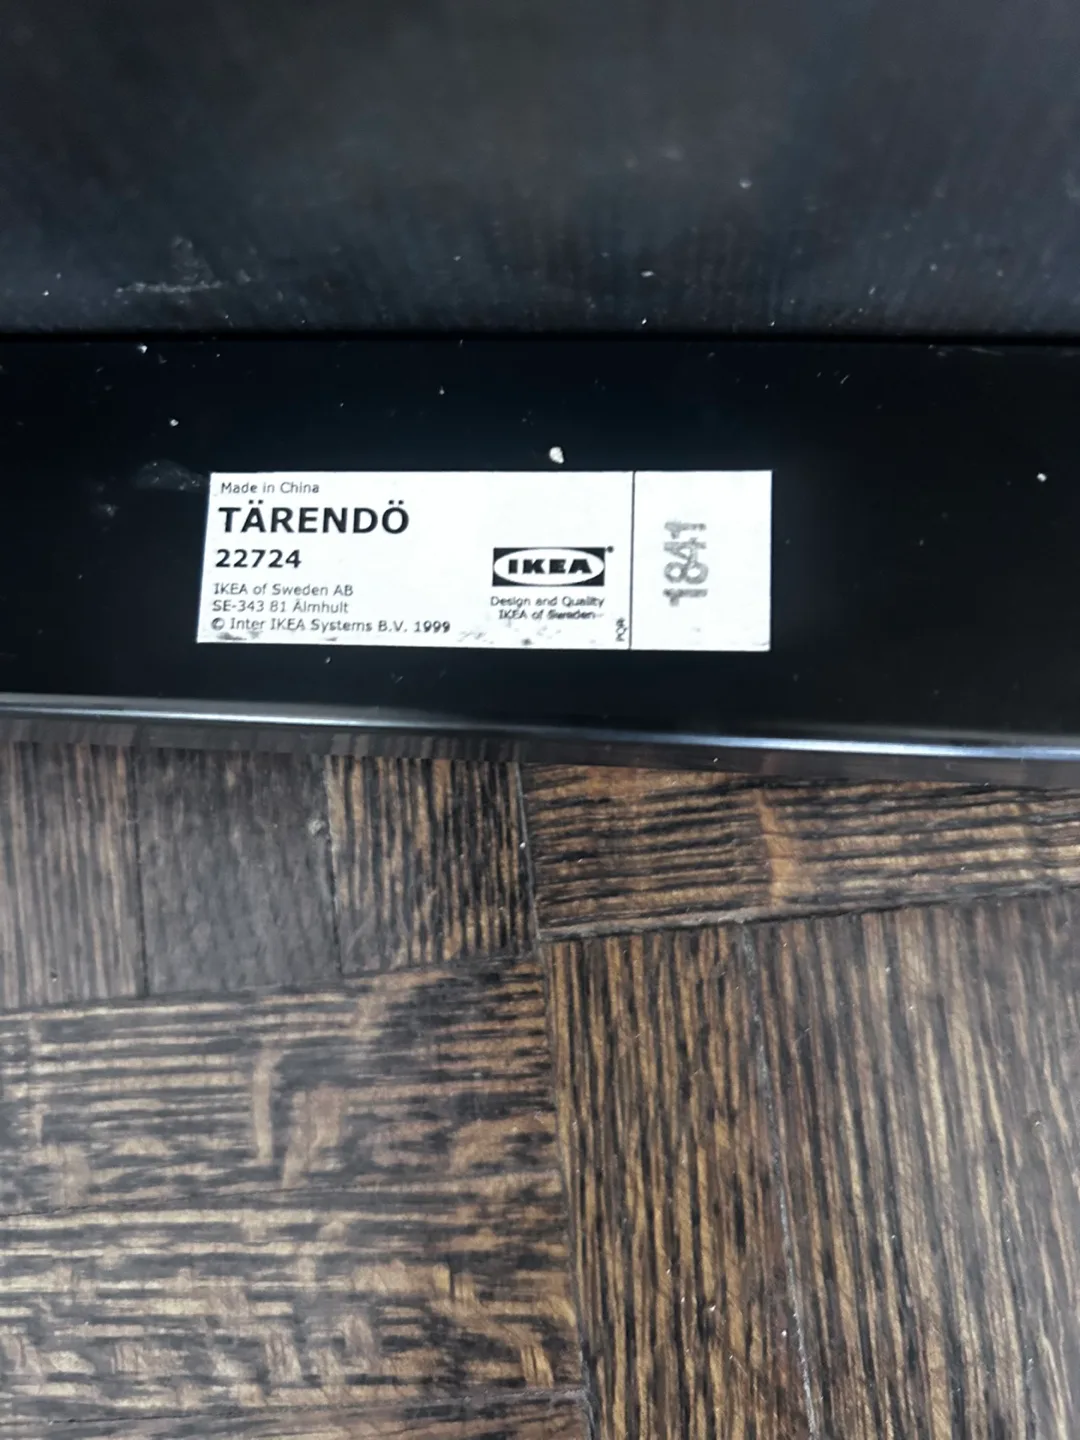 Made in China
TÄRENDÖ
22724
IKEA of Sweden AB
SE-343 81 Älmhult
© Inter IKEA Systems B.V. 1999
IKEA®
Design and Quality
IKEA of Sweden
1841